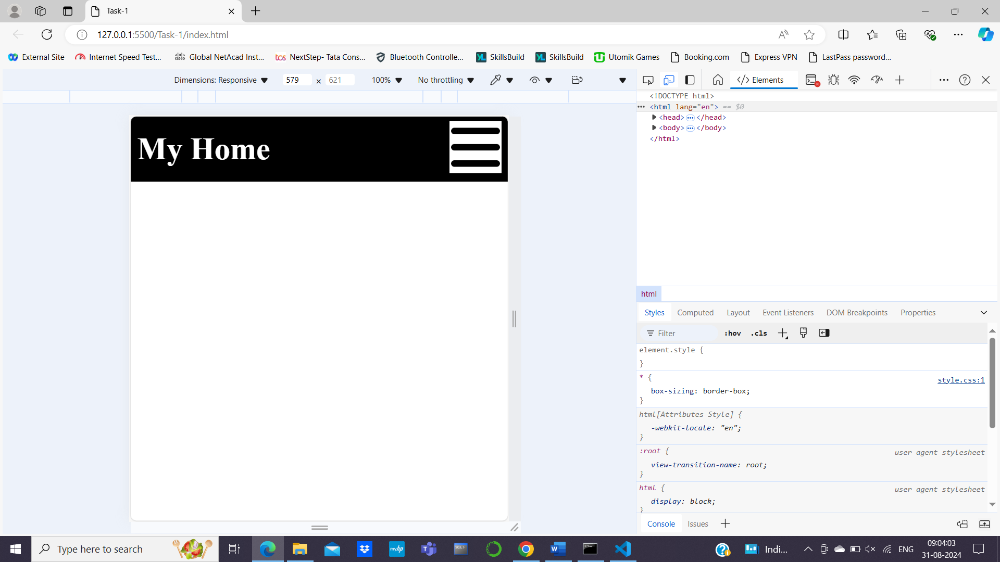 Task-1
127.0.0.1:5500/Task-1/index.html
External Site
Internet Speed Test...
Global NetAcad Inst...
NextStep- Tata Cons...
Bluetooth Controlle...
SkillsBuild
SkillsBuild
Utomik Games
Booking.com
Express VPN
LastPass password...
Dimensions: Responsive
579 × 621
100%
No throttling
My Home
</> Elements
<!DOCTYPE html>
••• <html lang="en"> == $0
<head> ••• </head>
<body> ••• </body>
</html>
html
Styles Computed Layout Event Listeners DOM Breakpoints Properties
Filter :hov .cls
element.style {
}
* { style.css:1
box-sizing: border-box;
}
html[Attributes Style] {
-webkit-locale: "en";
}
:root { user agent stylesheet
view-transition-name: root;
}
html { user agent stylesheet
display: block;
}
Console Issues
Type here to search
myhp
SQL>
Indi...
ENG
09:04:03
31-08-2024